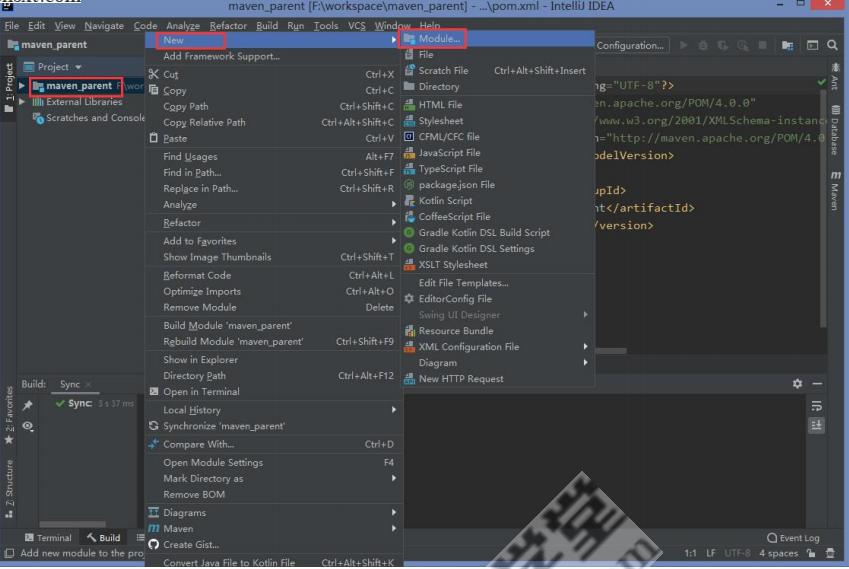 maven_parent [F:\workspace\maven_parent] - ...\pom.xml - IntelliJ IDEA
File Edit View Navigate Code Analyze Refactor Build Run Tools VCS Window Help
maven_parent
Configuration...
Project
1: Project
maven_parent
External Libraries
Scratches and Console
New
Add Framework Support...
Cut Ctrl+X
Copy Ctrl+C
Copy Path Ctrl+Shift+C
Copy Relative Path Ctrl+Alt+Shift+C
Paste Ctrl+V
Find Usages Alt+F7
Find in Path... Ctrl+Shift+F
Replace in Path... Ctrl+Shift+R
Analyze
Refactor
Add to Favorites
Show Image Thumbnails Ctrl+Shift+T
Reformat Code Ctrl+Alt+L
Optimize Imports Ctrl+Alt+O
Remove Module Delete
Build Module 'maven_parent'
Rebuild Module 'maven_parent' Ctrl+Shift+F9
Show in Explorer
Directory Path Ctrl+Alt+F12
Open in Terminal
Local History
Synchronize 'maven_parent'
Compare With... Ctrl+D
Open Module Settings F4
Mark Directory as
Remove BOM
Diagrams
Maven
Create Gist...
Convert Java File to Kotlin File Ctrl+Alt+Shift+K
Module...
File
Scratch File Ctrl+Alt+Shift+Insert
Directory
HTML File
Stylesheet
CFML/CFC file
JavaScript File
TypeScript File
package.json File
Kotlin Script
CoffeeScript File
Gradle Kotlin DSL Build Script
Gradle Kotlin DSL Settings
XSLT Stylesheet
Edit File Templates...
EditorConfig File
Swing UI Designer
Resource Bundle
XML Configuration File
Diagram
New HTTP Request
ng="UTF-8"?>
en.apache.org/POM/4.0.0"
/www.w3.org/2001/XMLSchema-instanc
n="http://maven.apache.org/POM/4.0
odelVersion>
upId>
nt</artifactId>
/version>
Ant
Database
Maven
Build: Sync
Sync: 3 s 37 ms
2: Favorites
Z: Structure
Terminal Build
Event Log
Add new module to the pro
1:1 LF UTF-8 4 spaces